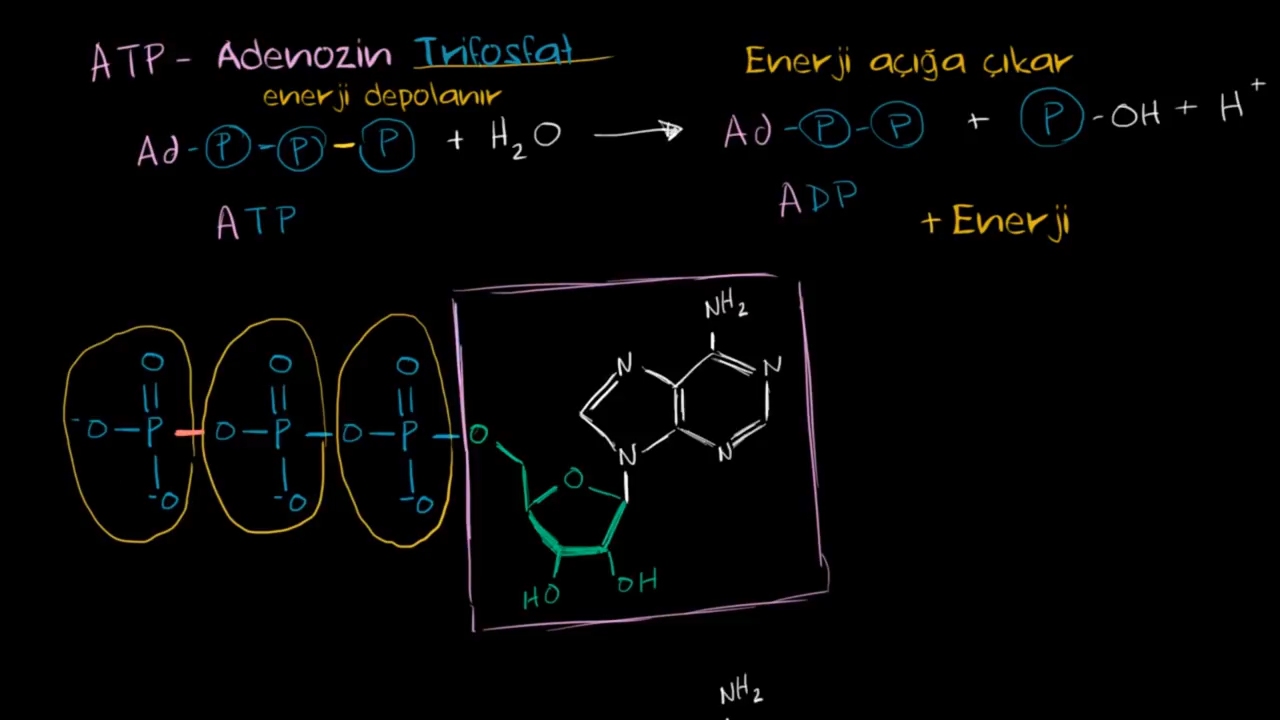 ATP - Adenozin Trifosfat
enerji depolanır
Ad - P - P - P + H₂O →
ATP
Enerji açığa çıkar
Ad - P - P + P - OH + H⁺
ADP
+ Enerji
NH₂
O O O
N N
⁻O - P - O - P - O - P - O
N N
⁻O ⁻O ⁻O
O
HO OH
NH₂